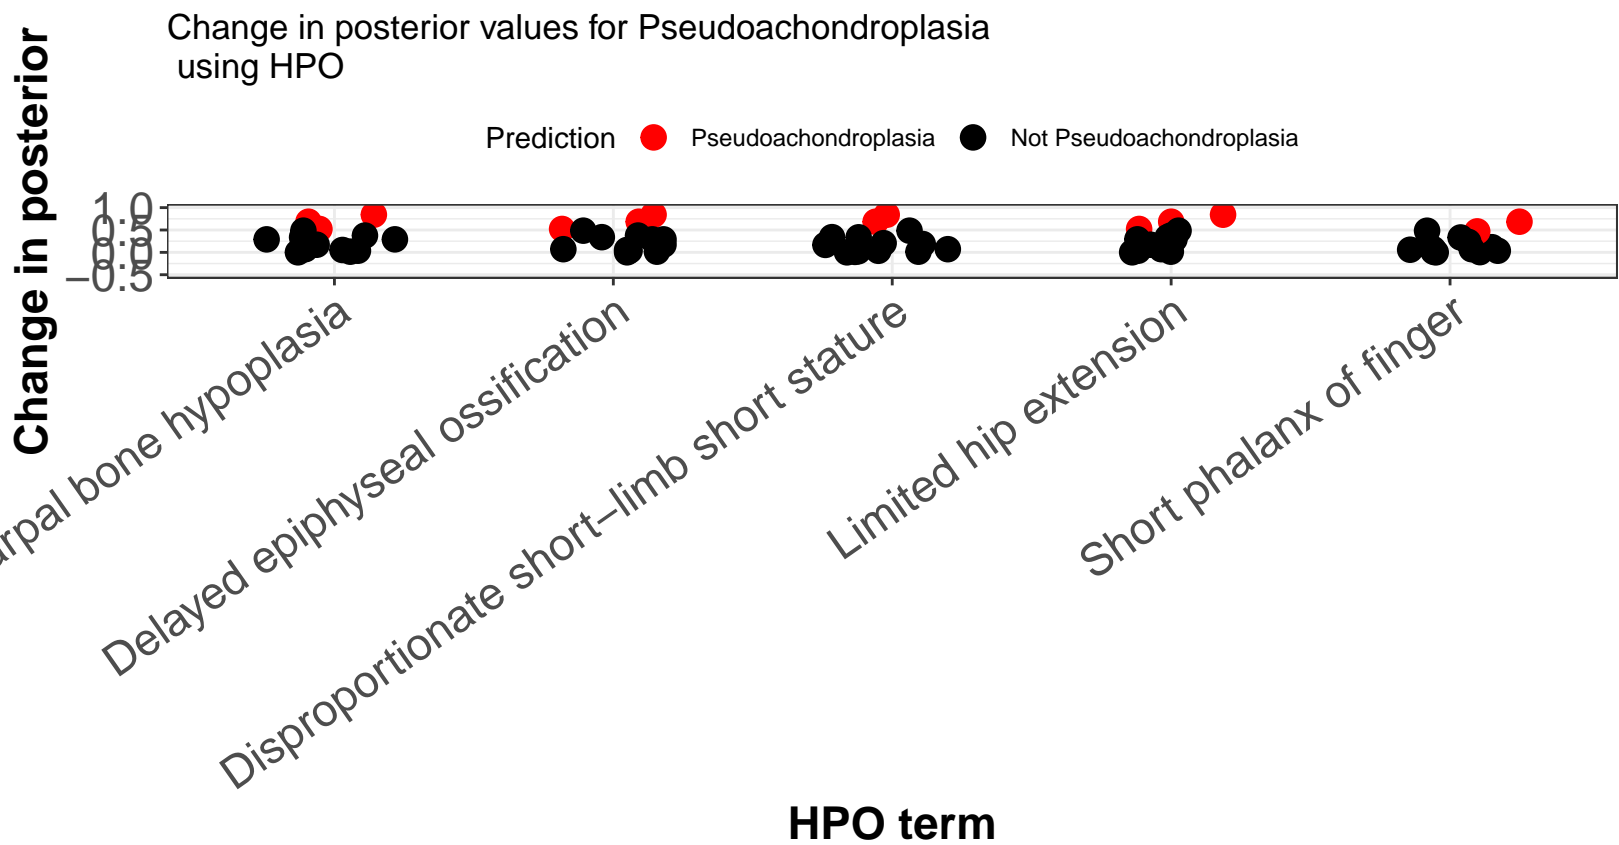 Change in posterior values for Pseudoachondroplasia
using HPO
Prediction Pseudoachondroplasia Not Pseudoachondroplasia
Change in posterior
1.0
0.5
0.0
−0.5
bone hypoplasia
Delayed epiphyseal ossification
Disproportionate short−limb short stature
Limited hip extension
Short phalanx of finger
HPO term